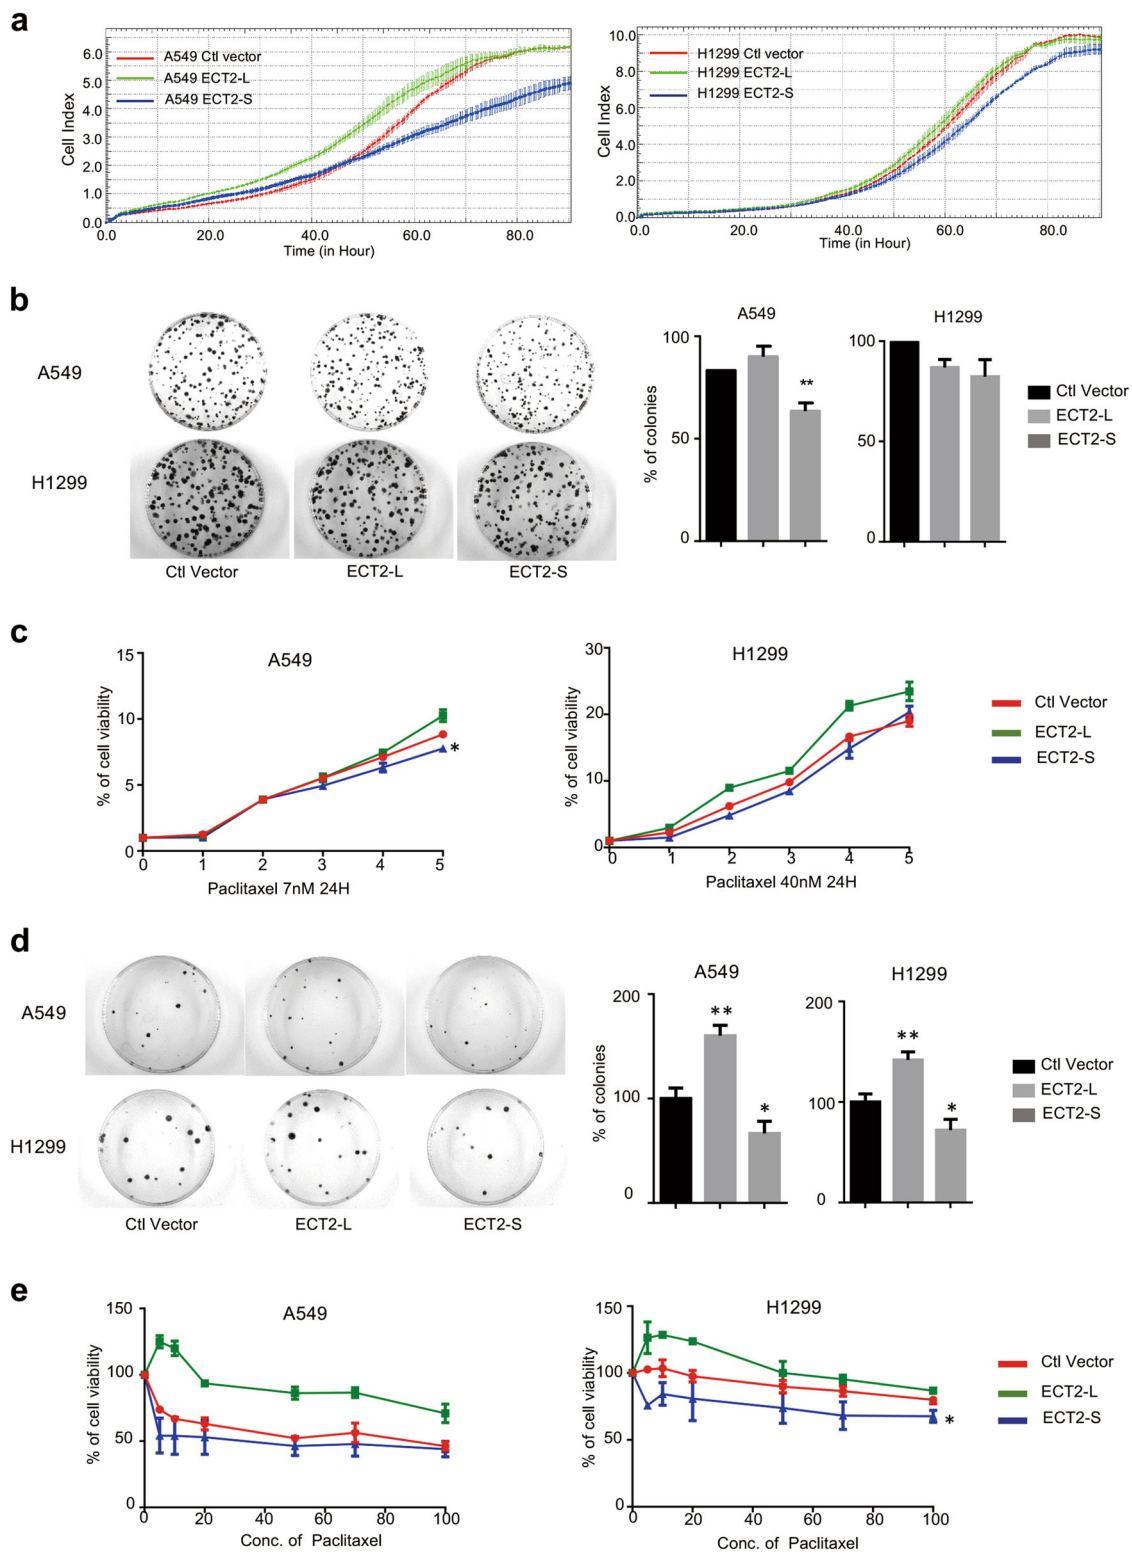 a
6.0
5.0
4.0
3.0
2.0
1.0
0.0
Cell Index
A549 Ctl vector
A549 ECT2-L
A549 ECT2-S
0.0 20.0 40.0 60.0 80.0
Time (in Hour)
10.0
8.0
6.0
4.0
2.0
0.0
Cell Index
H1299 Ctl vector
H1299 ECT2-L
H1299 ECT2-S
0.0 20.0 40.0 60.0 80.0
Time (in Hour)
b
A549
H1299
Ctl Vector ECT2-L ECT2-S
A549
% of colonies
100
50
0
**
H1299
100
50
0
Ctl Vector
ECT2-L
ECT2-S
c
A549
% of cell viability
15
10
5
0
*
0 1 2 3 4 5
Paclitaxel 7nM 24H
H1299
% of cell viability
30
20
10
0
0 1 2 3 4 5
Paclitaxel 40nM 24H
Ctl Vector
ECT2-L
ECT2-S
d
A549
H1299
Ctl Vector ECT2-L ECT2-S
A549
% of colonies
200
100
0
**
*
H1299
200
100
0
**
*
Ctl Vector
ECT2-L
ECT2-S
e
A549
% of cell viability
150
100
50
0
0 20 40 60 80 100
Conc. of Paclitaxel
H1299
% of cell viability
150
100
50
0
*
0 20 40 60 80 100
Conc. of Paclitaxel
Ctl Vector
ECT2-L
ECT2-S